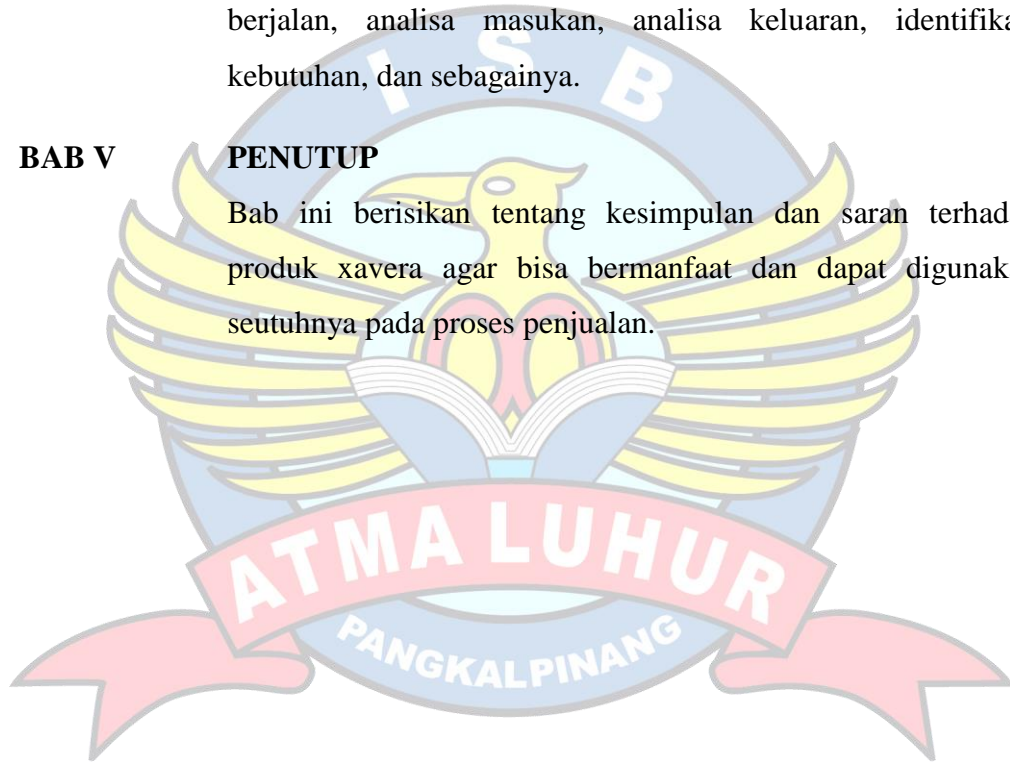 berjalan, analisa masukan, analisa keluaran, identifika
kebutuhan, dan sebagainya.
BAB V PENUTUP
Bab ini berisikan tentang kesimpulan dan saran terhada
produk xavera agar bisa bermanfaat dan dapat digunak
seutuhnya pada proses penjualan.
I S B
ATMA LUHUR
PANGKALPINANG